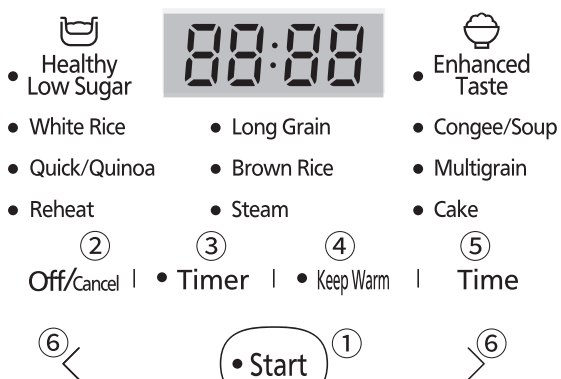 88:88
Healthy
Low Sugar
Enhanced
Taste
• White Rice • Long Grain • Congee/Soup
• Quick/Quinoa • Brown Rice • Multigrain
• Reheat • Steam • Cake
② ③ ④ ⑤
Off/Cancel | • Timer | • Keep Warm | Time
⑥ < • Start ① > ⑥